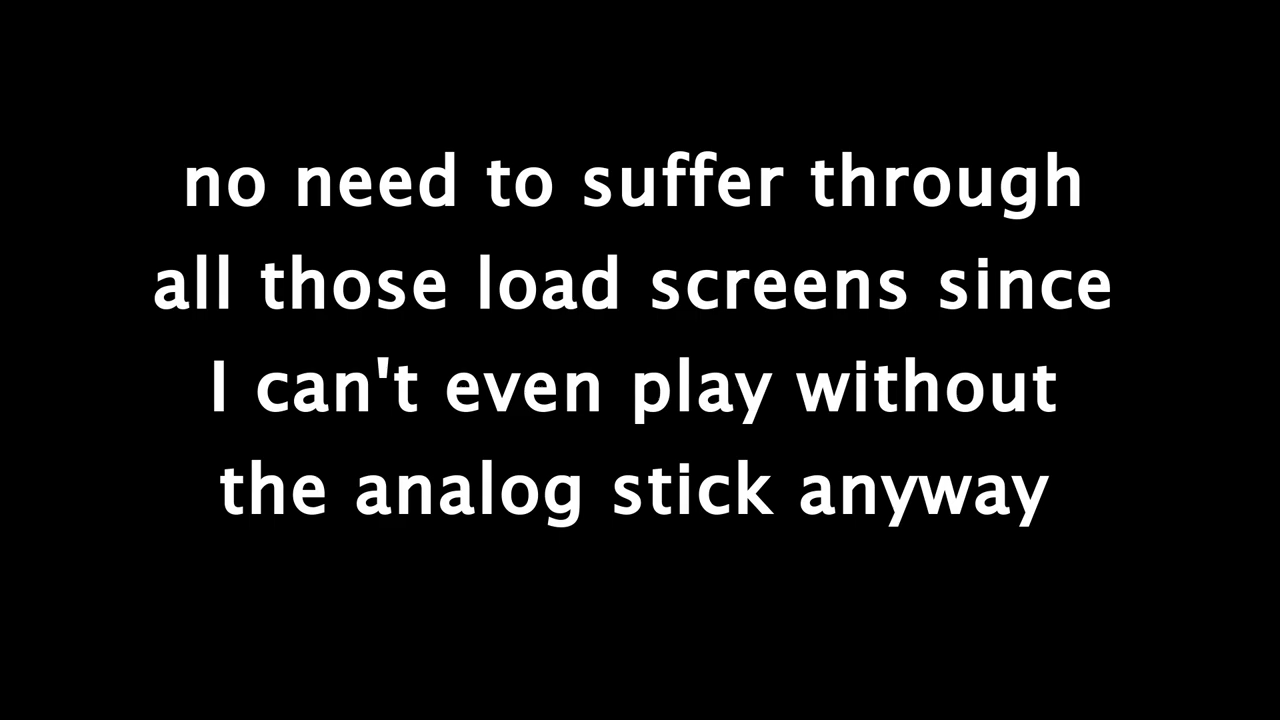 no need to suffer through
all those load screens since
I can't even play without
the analog stick anyway